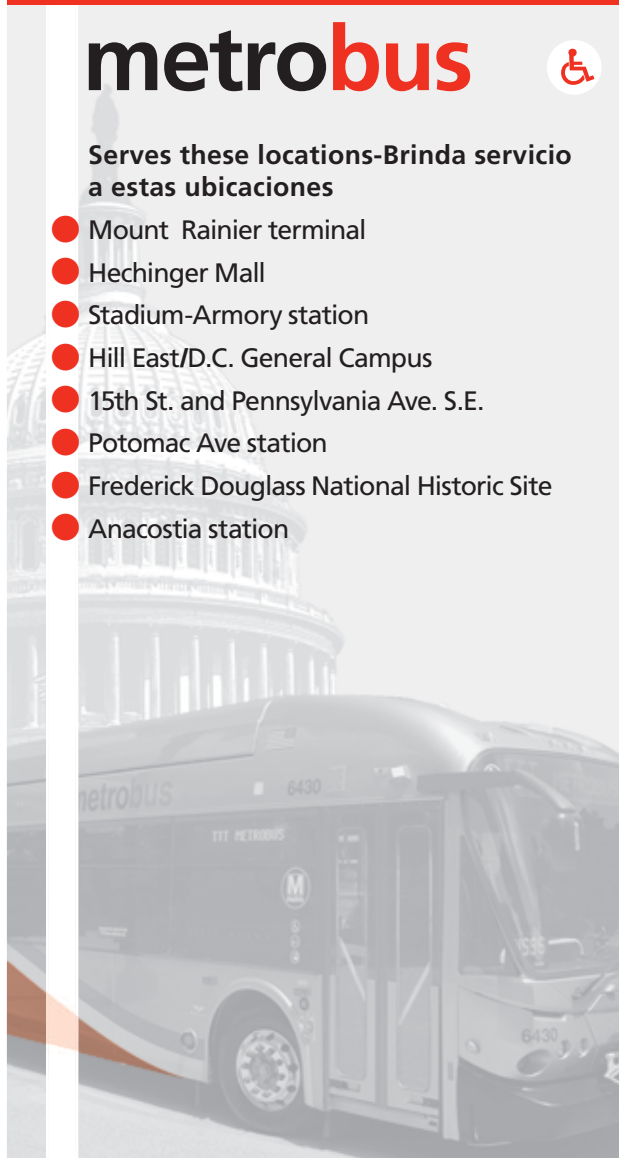 metrobus
Serves these locations-Brinda servicio
a estas ubicaciones
Mount Rainier terminal
Hechinger Mall
Stadium-Armory station
Hill East/D.C. General Campus
15th St. and Pennsylvania Ave. S.E.
Potomac Ave station
Frederick Douglass National Historic Site
Anacostia station
metrobus
6430
TTT METROBUS
M
6430